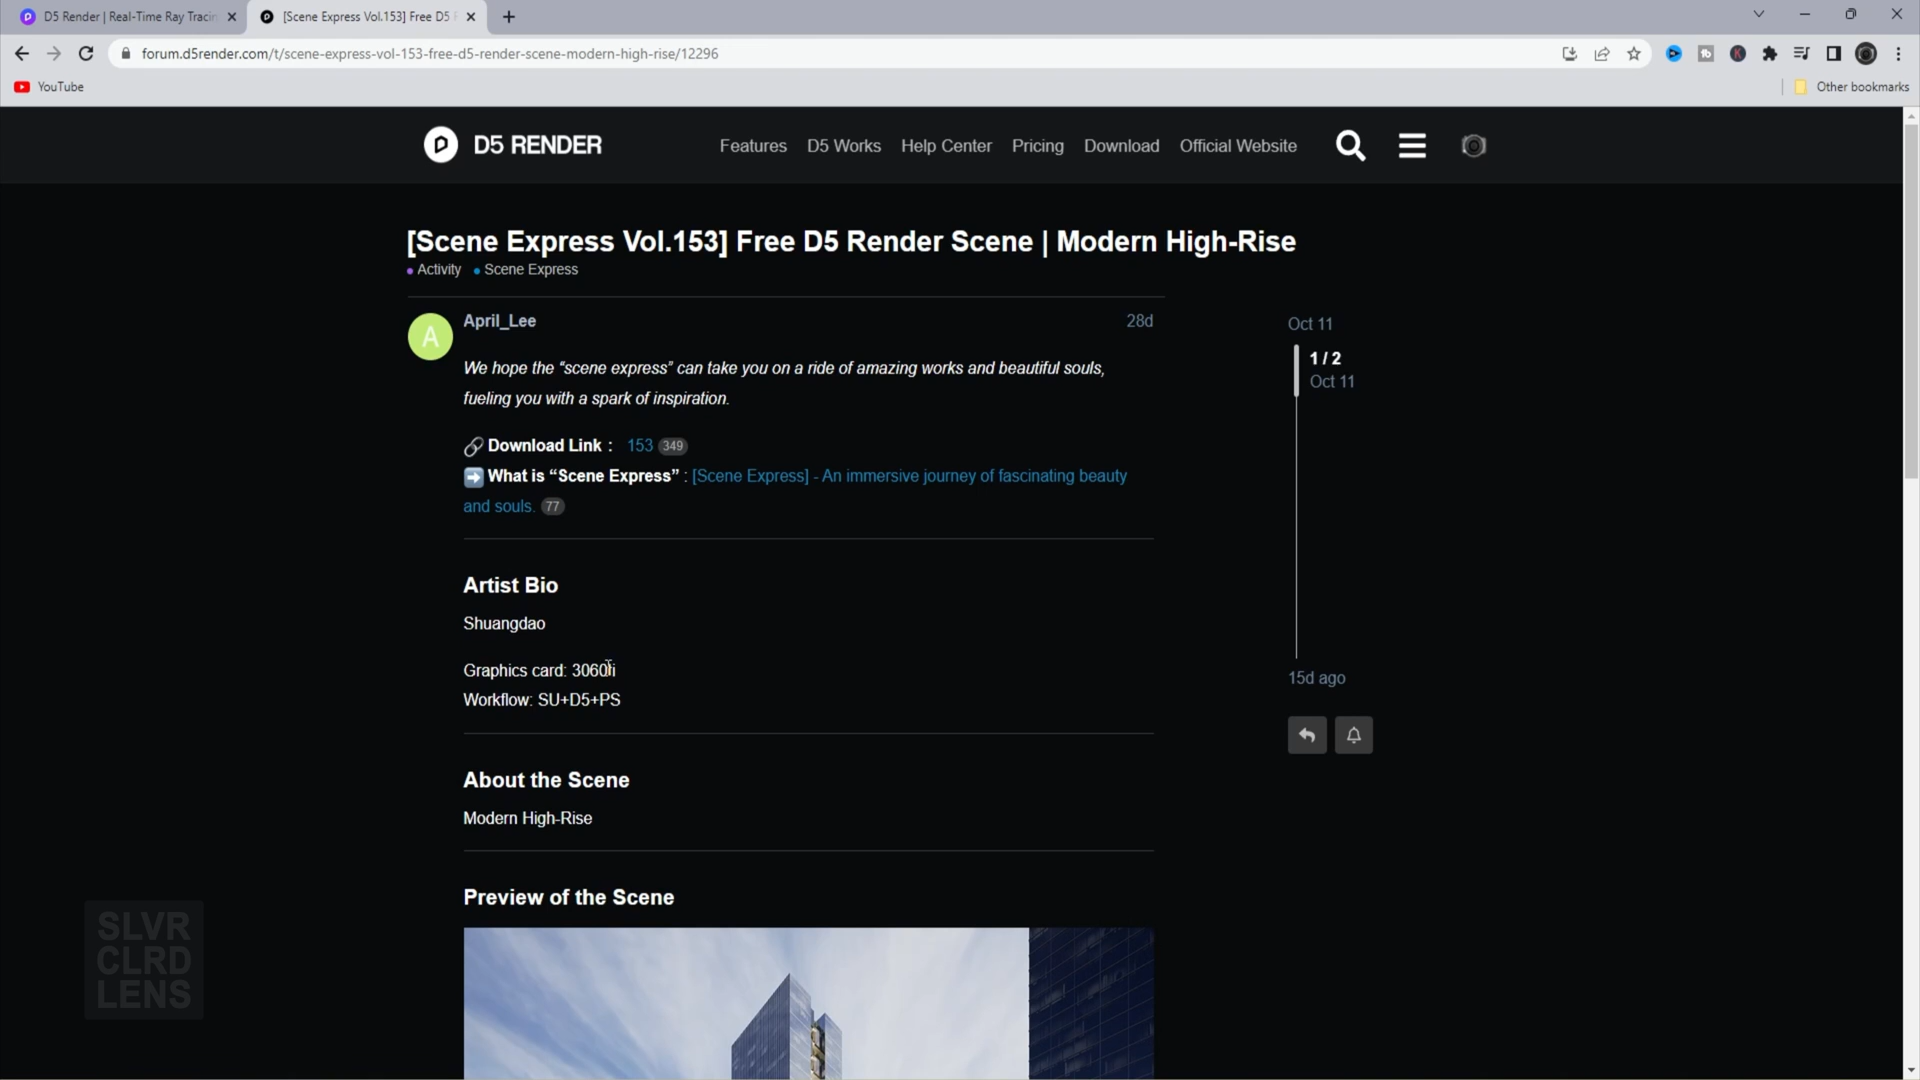 D5 Render | Real-Time Ray Tracin
[Scene Express Vol.153] Free D5 R
forum.d5render.com/t/scene-express-vol-153-free-d5-render-scene-modern-high-rise/12296
YouTube
Other bookmarks
D5 RENDER
Features D5 Works Help Center Pricing Download Official Website
[Scene Express Vol.153] Free D5 Render Scene | Modern High-Rise
Activity Scene Express
A
April_Lee 28d
We hope the “scene express” can take you on a ride of amazing works and beautiful souls,
fueling you with a spark of inspiration.
Download Link : 153 349
What is “Scene Express” : [Scene Express] - An immersive journey of fascinating beauty
and souls. 77
Oct 11
1 / 2
Oct 11
15d ago
Artist Bio
Shuangdao
Graphics card: 3060ti
Workflow: SU+D5+PS
About the Scene
Modern High-Rise
Preview of the Scene
SLVR
CLRD
LENS